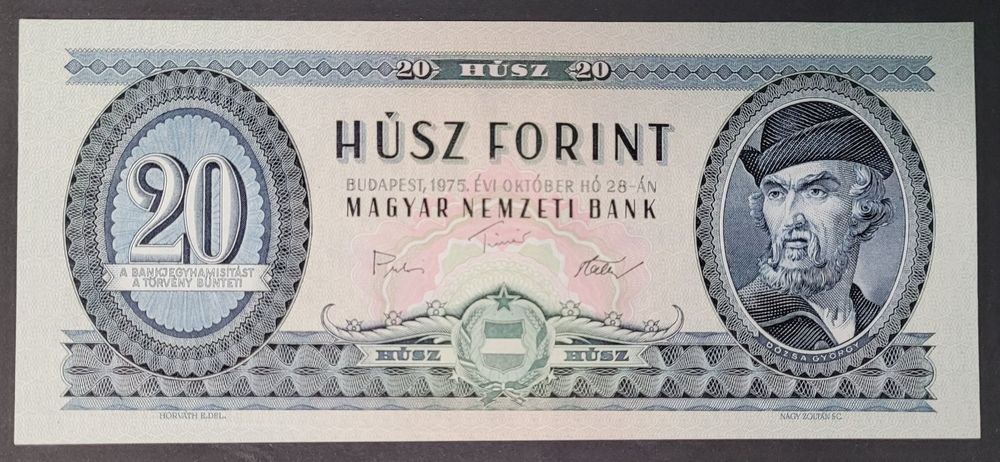 20 HÚSZ 20
HÚSZ FORINT
BUDAPEST, 1975. ÉVI OKTÓBER HÓ 28-ÁN
MAGYAR NEMZETI BANK
20
A BANKJEGYHAMISITÁST
A TÖRVÉNY BÜNTETI
HÚSZ HÚSZ
DÓZSA GYÖRGY
HORVÁTH E. DEL.
NAGY ZOLTÁN SC.